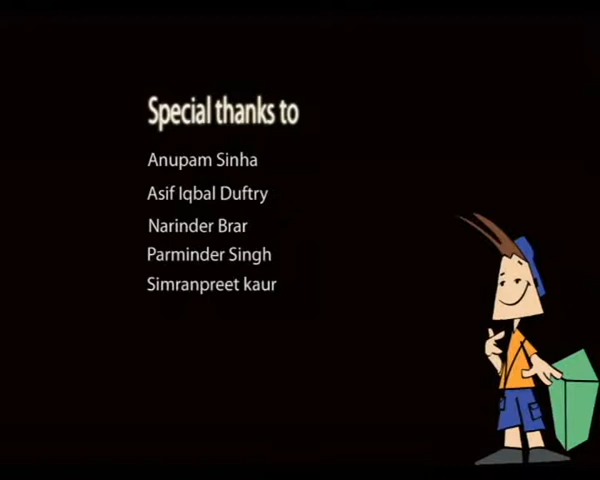 Special thanks to
Anupam Sinha
Asif Iqbal Duftry
Narinder Brar
Parminder Singh
Simranpreet kaur